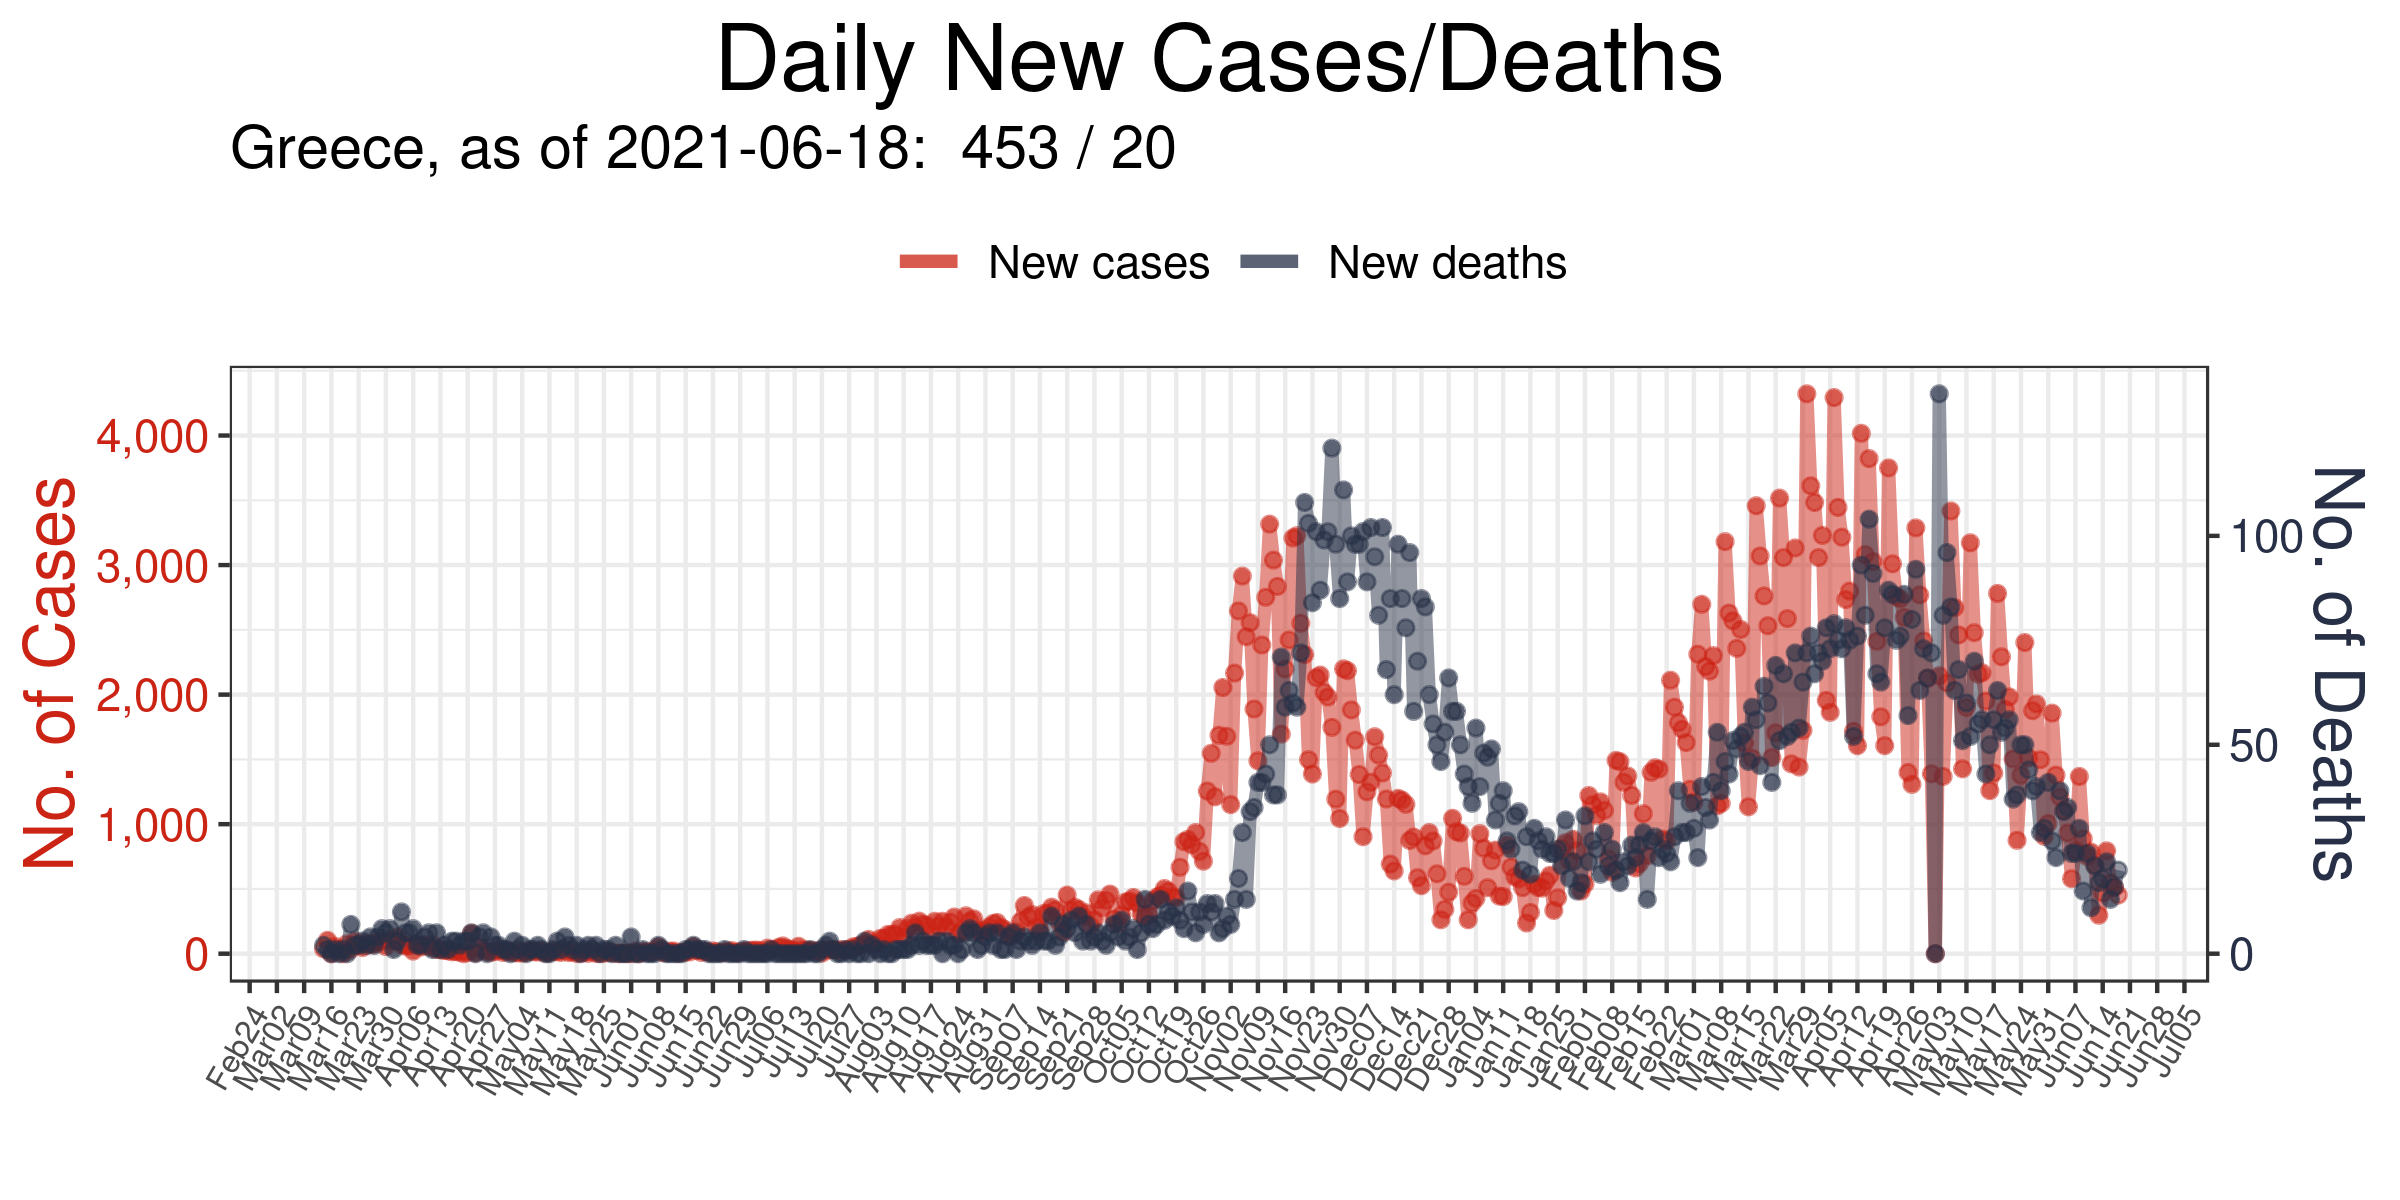 Daily New Cases/Deaths
Greece, as of 2021-06-18: 453 / 20
New cases
New deaths
No. of Cases
4,000
3,000
2,000
1,000
0
No. of Deaths
100
50
0
Feb24 Mar02 Mar09 Mar16 Mar23 Mar30 Apr06 Apr13 Apr20 Apr27 May04 May11 May18 May25 Jun01 Jun08 Jun15 Jun22 Jun29 Jul06 Jul13 Jul20 Jul27 Aug03 Aug10 Aug17 Aug24 Aug31 Sep07 Sep14 Sep21 Sep28 Oct05 Oct12 Oct19 Oct26 Nov02 Nov09 Nov16 Nov23 Nov30 Dec07 Dec14 Dec21 Dec28 Jan04 Jan11 Jan18 Jan25 Feb01 Feb08 Feb15 Feb22 Mar01 Mar08 Mar15 Mar22 Mar29 Apr05 Apr12 Apr19 Apr26 May03 May10 May17 May24 May31 Jun07 Jun14 Jun21 Jun28 Jul05